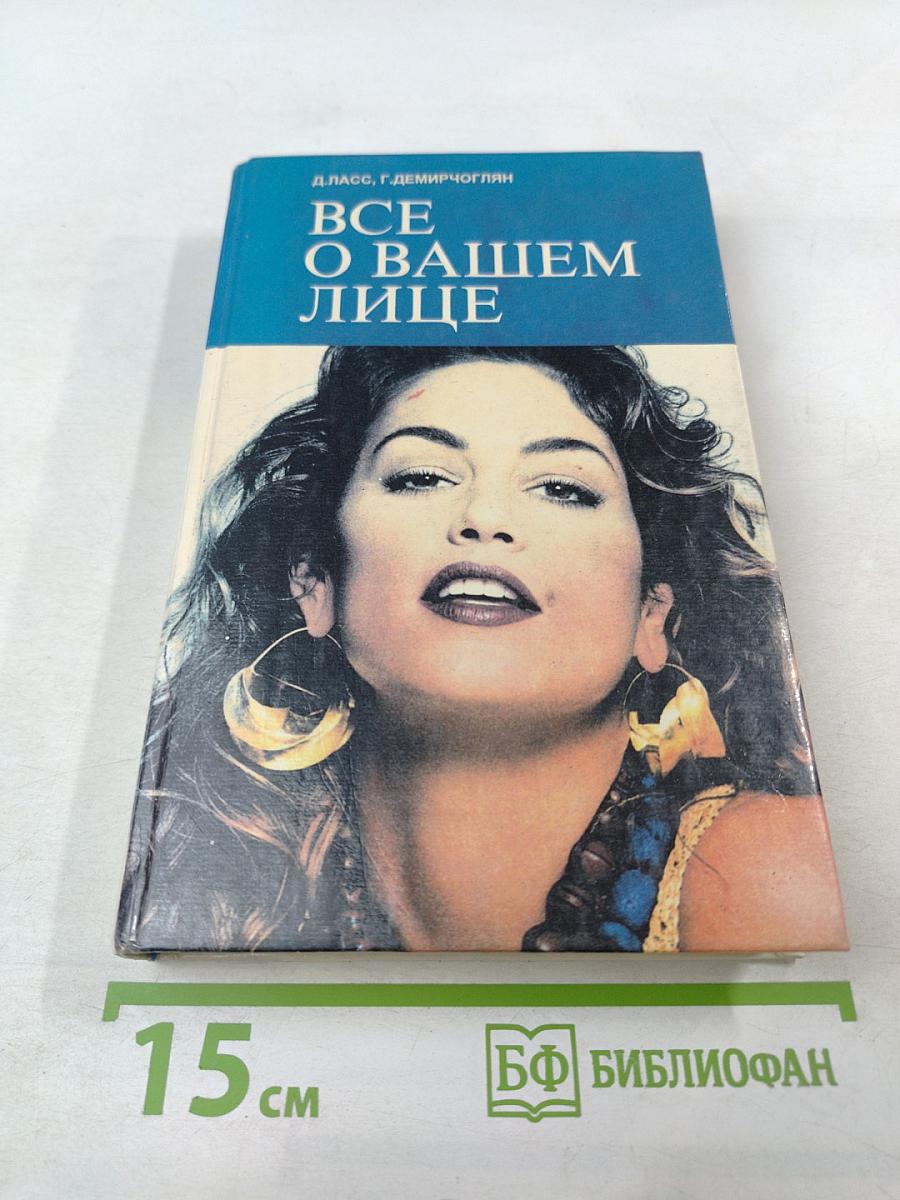 Д.ЛАСС, Г.ДЕМИРЧОГЛЯН
ВСЕ
О ВАШЕМ
ЛИЦЕ
15 см
БФ БИБЛИОФАН